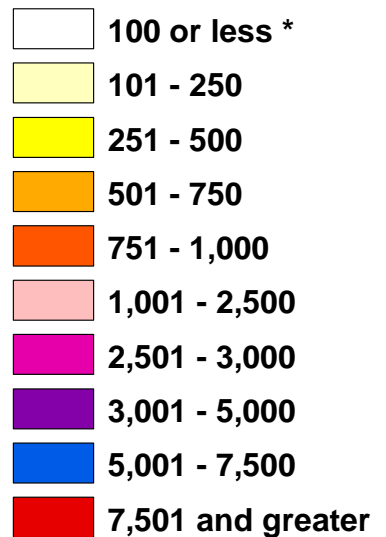 100 or less *
101 - 250
251 - 500
501 - 750
751 - 1,000
1,001 - 2,500
2,501 - 3,000
3,001 - 5,000
5,001 - 7,500
7,501 and greater